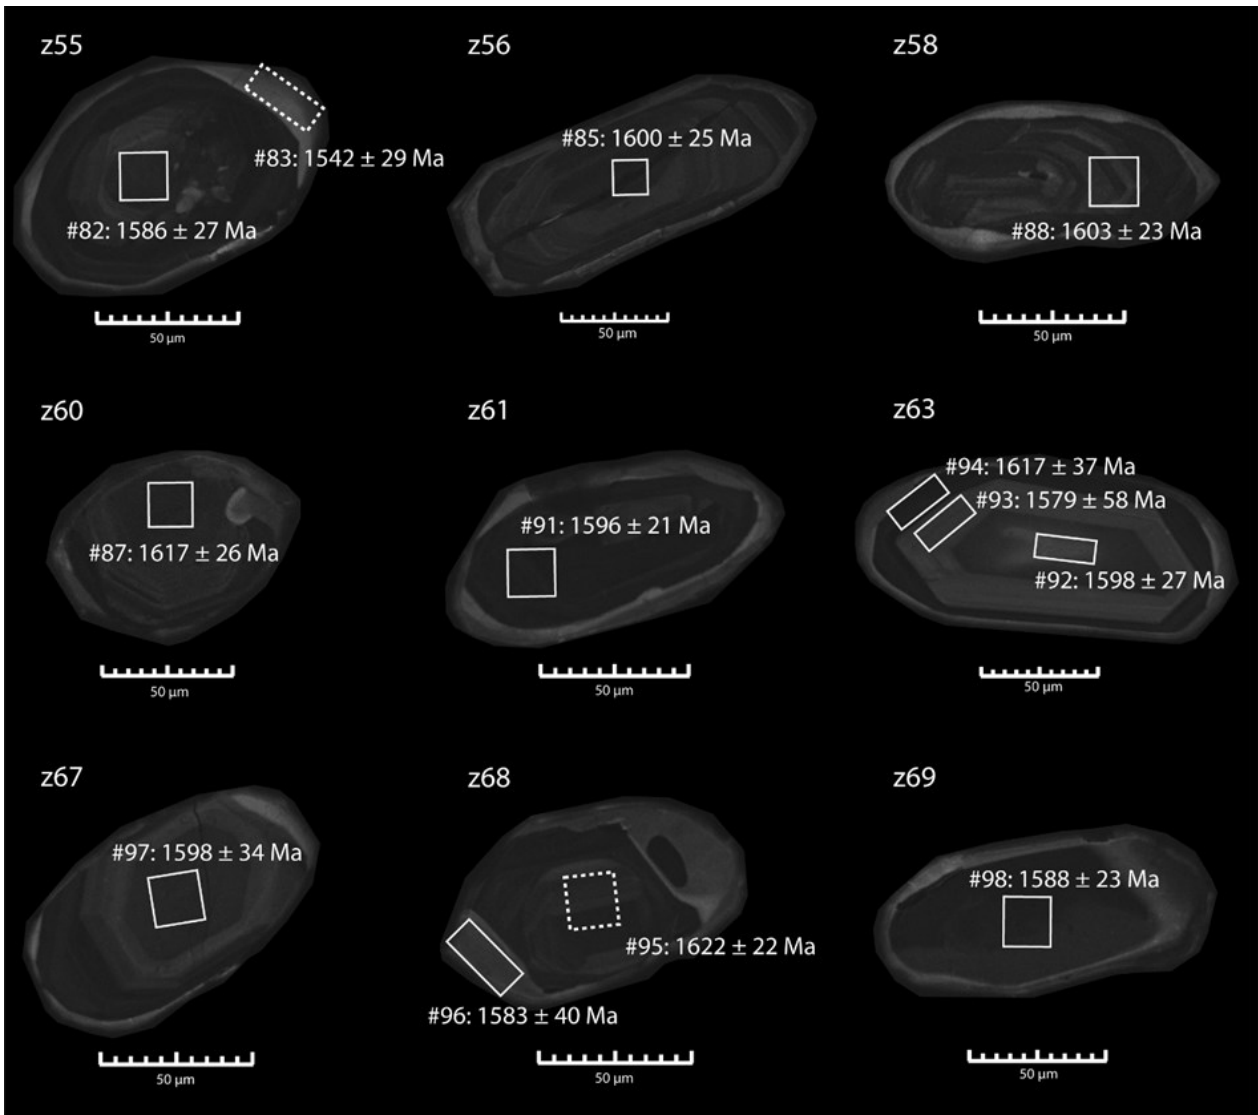 z55
#83: 1542 ± 29 Ma
#82: 1586 ± 27 Ma
50 µm
z56
#85: 1600 ± 25 Ma
50 µm
z58
#88: 1603 ± 23 Ma
50 µm
z60
#87: 1617 ± 26 Ma
50 µm
z61
#91: 1596 ± 21 Ma
50 µm
z63
#94: 1617 ± 37 Ma
#93: 1579 ± 58 Ma
#92: 1598 ± 27 Ma
50 µm
z67
#97: 1598 ± 34 Ma
50 µm
z68
#95: 1622 ± 22 Ma
#96: 1583 ± 40 Ma
50 µm
z69
#98: 1588 ± 23 Ma
50 µm